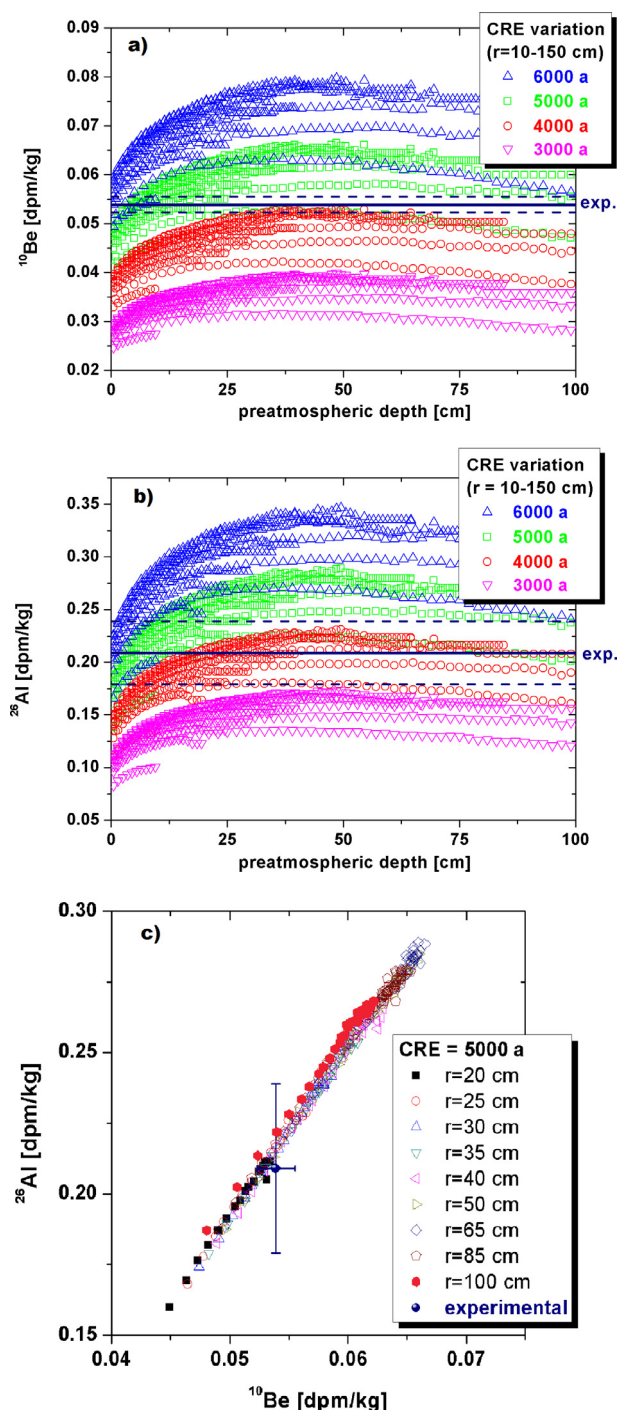 a)
CRE variation
(r=10-150 cm)
6000 a
5000 a
4000 a
3000 a
0.09
0.08
0.07
0.06
0.05
0.04
0.03
0.02
¹⁰Be [dpm/kg]
exp.
0 25 50 75 100
preatmospheric depth [cm]
b)
CRE variation
(r = 10-150 cm)
6000 a
5000 a
4000 a
3000 a
0.35
0.30
0.25
0.20
0.15
0.10
0.05
²⁶Al [dpm/kg]
exp.
0 25 50 75 100
preatmospheric depth [cm]
c)
0.30
0.25
0.20
0.15
²⁶Al [dpm/kg]
CRE = 5000 a
r=20 cm
r=25 cm
r=30 cm
r=35 cm
r=40 cm
r=50 cm
r=65 cm
r=85 cm
r=100 cm
experimental
0.04 0.05 0.06 0.07
¹⁰Be [dpm/kg]